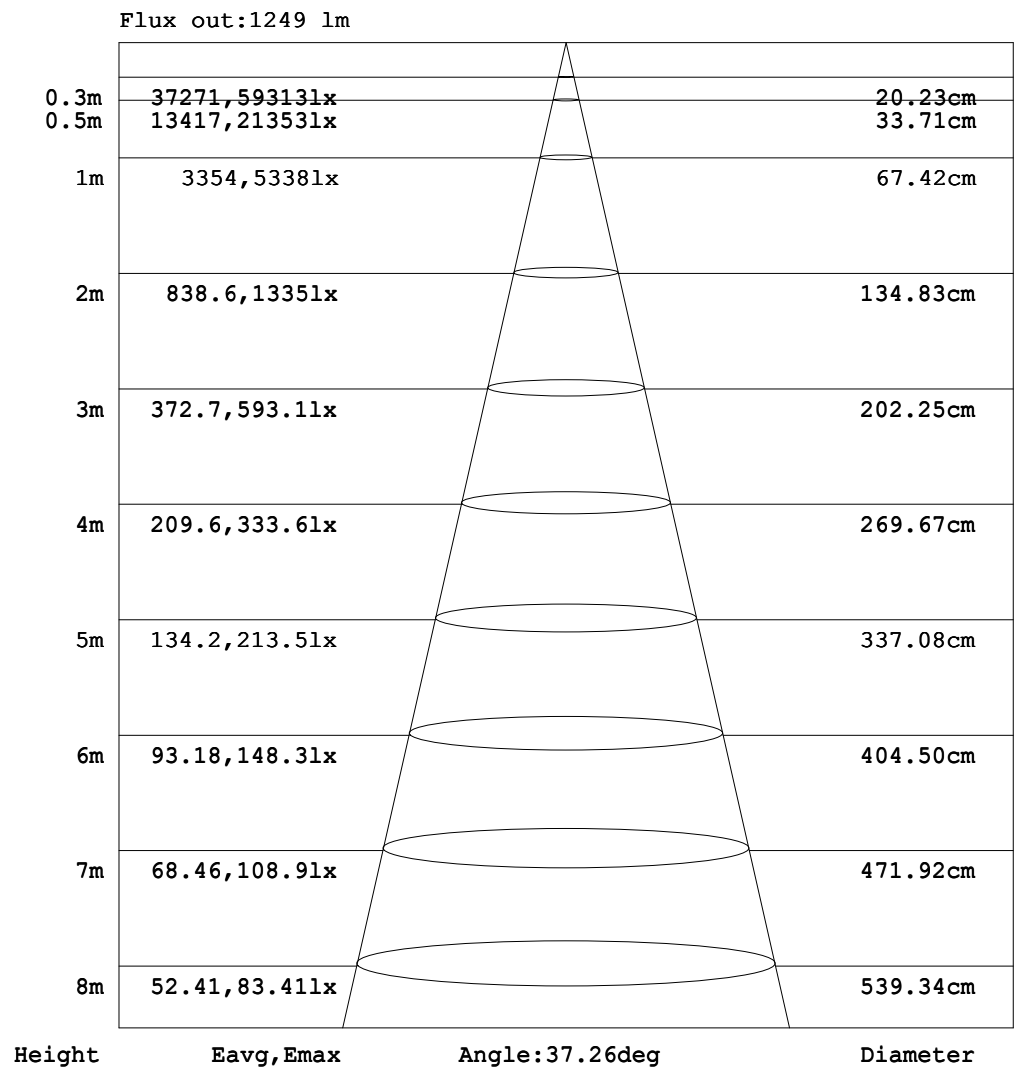 Flux out:1249 lm
0.3m 37271,59313lx 20.23cm
0.5m 13417,21353lx 33.71cm
1m 3354,5338lx 67.42cm
2m 838.6,1335lx 134.83cm
3m 372.7,593.1lx 202.25cm
4m 209.6,333.6lx 269.67cm
5m 134.2,213.5lx 337.08cm
6m 93.18,148.3lx 404.50cm
7m 68.46,108.9lx 471.92cm
8m 52.41,83.41lx 539.34cm
Height Eavg,Emax Angle:37.26deg Diameter